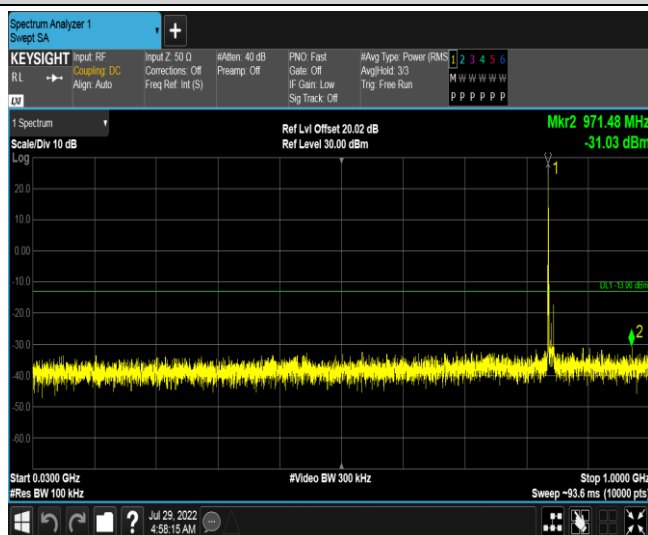 Spectrum Analyzer 1
Swept SA
+
KEYSIGHT
RL
LXI
Input: RF
Coupling: DC
Align: Auto
Input Z: 50 Ω
Corrections: Off
Freq Ref: Int (S)
#Atten: 40 dB
Preamp: Off
PNO: Fast
Gate: Off
IF Gain: Low
Sig Track: Off
#Avg Type: Power (RMS
Avg|Hold: 3/3
Trig: Free Run
1 2 3 4 5 6
M W W W W W
P P P P P P
1 Spectrum
Scale/Div 10 dB
Log
Ref Lvl Offset 20.02 dB
Ref Level 30.00 dBm
Mkr2 971.48 MHz
-31.03 dBm
1
20.0
10.0
0.00
-10.0
DL1 -13.00 dBm
-20.0
2
-30.0
-40.0
-50.0
-60.0
Start 0.0300 GHz
#Res BW 100 kHz
#Video BW 300 kHz
Stop 1.0000 GHz
Sweep ~93.6 ms (10000 pts)
?
Jul 29, 2022
4:58:15 AM